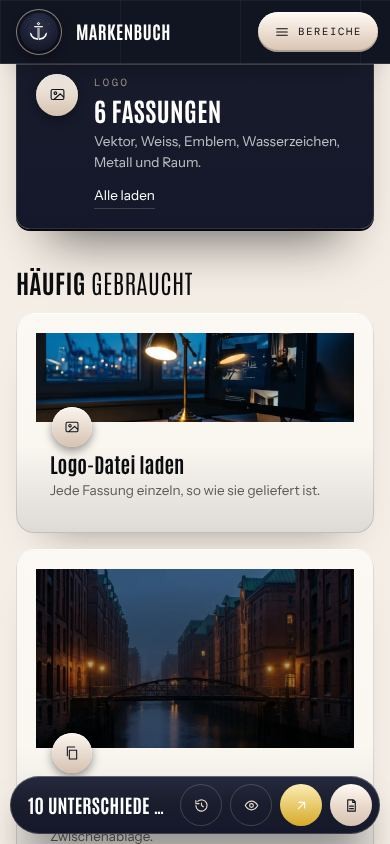 MARKENBUCH
BEREICHE
LOGO
6 FASSUNGEN
Vektor, Weiss, Emblem, Wasserzeichen,
Metall und Raum.
Alle laden
HÄUFIG GEBRAUCHT
Logo-Datei laden
Jede Fassung einzeln, so wie sie geliefert ist.
10 UNTERSCHIEDE ...
Zwischenablage.